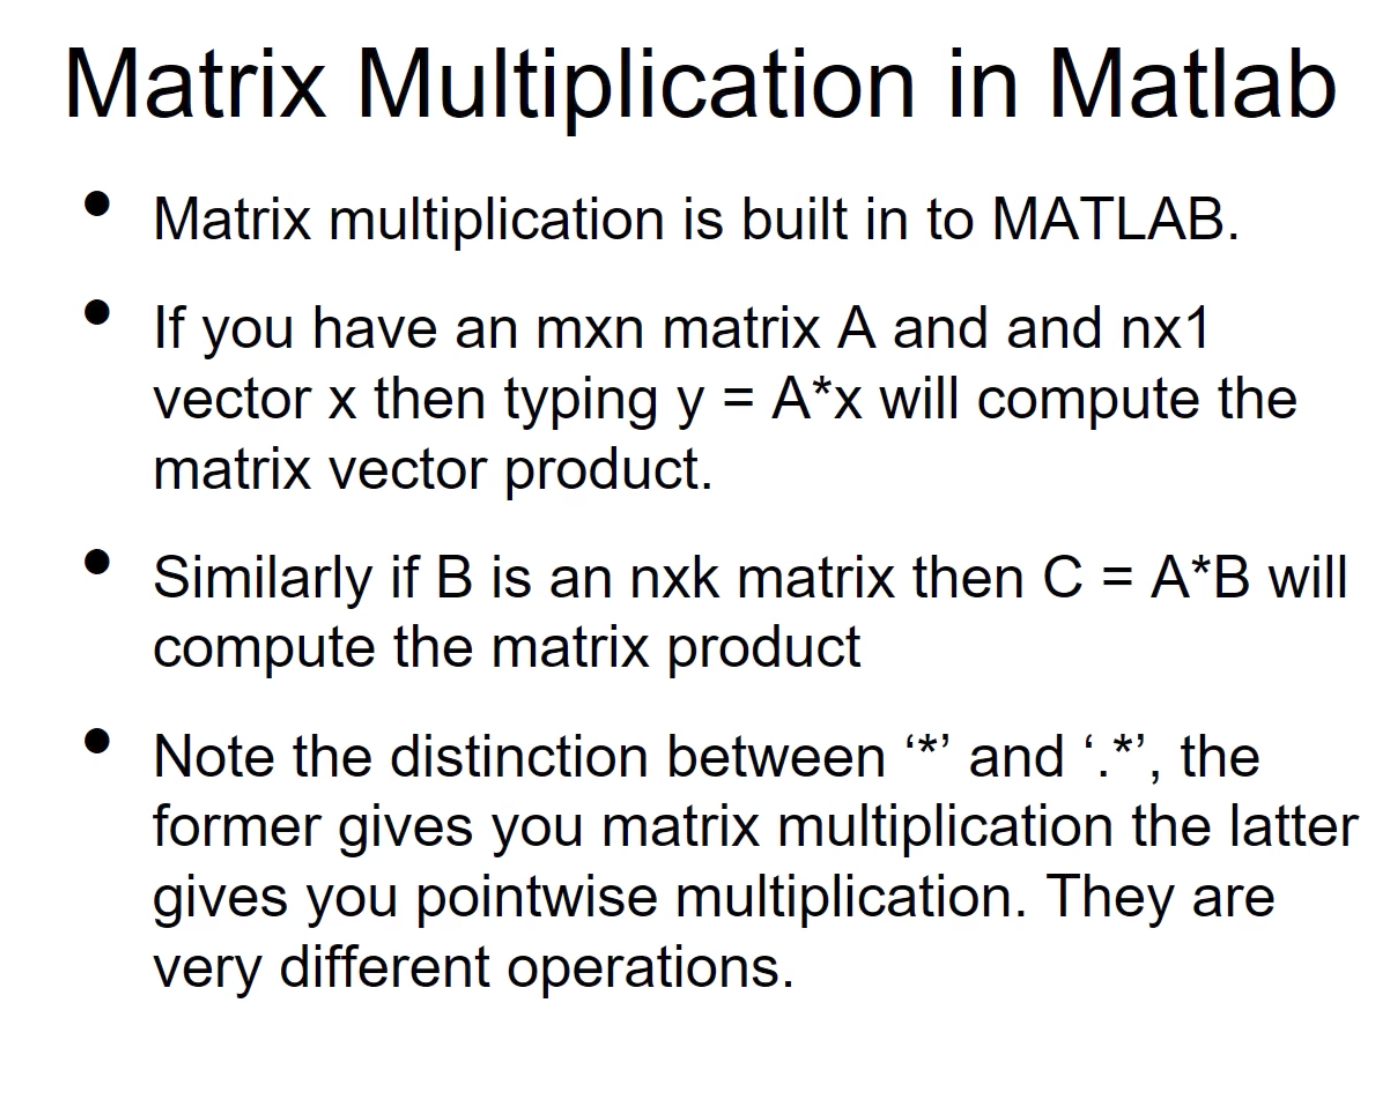 Matrix Multiplication in Matlab
• Matrix multiplication is built in to MATLAB.
• If you have an mxn matrix A and and nx1
vector x then typing y = A*x will compute the
matrix vector product.
• Similarly if B is an nxk matrix then C = A*B will
compute the matrix product
• Note the distinction between ‘*’ and ‘.*’, the
former gives you matrix multiplication the latter
gives you pointwise multiplication. They are
very different operations.